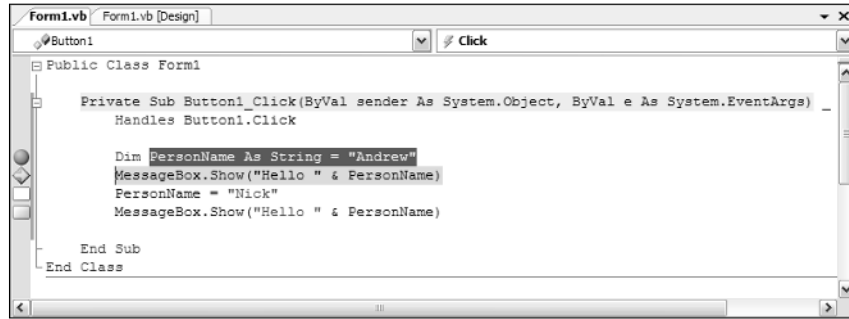 Form1.vb Form1.vb [Design]
Button1 Click
Public Class Form1
Private Sub Button1_Click(ByVal sender As System.Object, ByVal e As System.EventArgs) _
Handles Button1.Click
Dim PersonName As String = "Andrew"
MessageBox.Show("Hello " & PersonName)
PersonName = "Nick"
MessageBox.Show("Hello " & PersonName)
End Sub
End Class